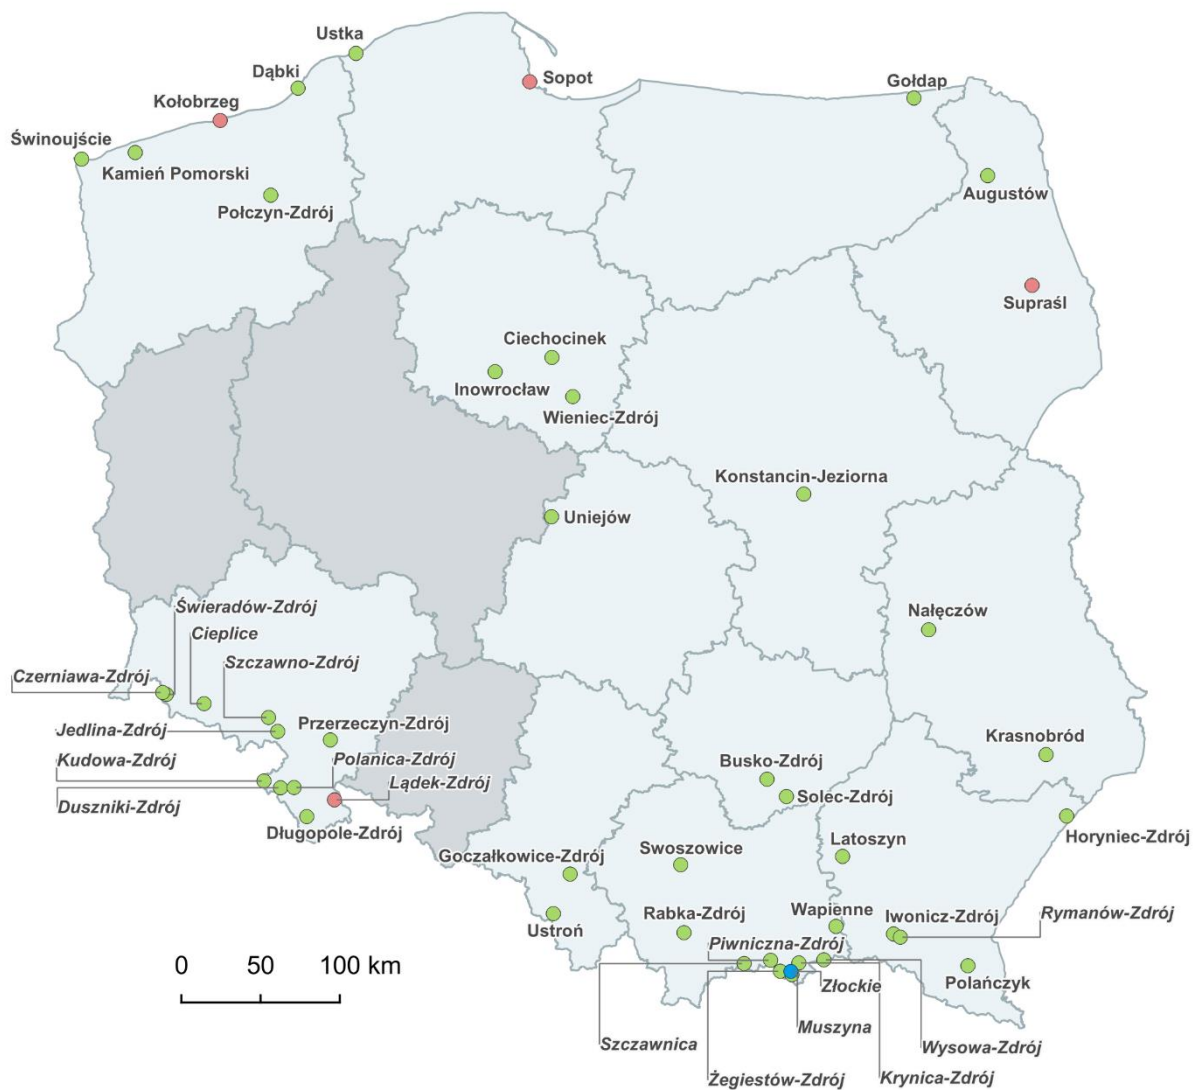 Ustka
Dąbki
Sopot
Gołdap
Kołobrzeg
Świnoujście
Kamień Pomorski
Augustów
Połczyn-Zdrój
Supraśl
Ciechocinek
Inowrocław
Wieniec-Zdrój
Konstancin-Jeziorna
Uniejów
Świeradów-Zdrój
Nałęczów
Cieplice
Szczawno-Zdrój
Czerniawa-Zdrój
Przerzeczyn-Zdrój
Jedlina-Zdrój
Krasnobród
Kudowa-Zdrój
Polanica-Zdrój
Busko-Zdrój
Lądek-Zdrój
Solec-Zdrój
Duszniki-Zdrój
Długopole-Zdrój
Horyniec-Zdrój
Latoszyn
Swoszowice
Goczałkowice-Zdrój
Rabka-Zdrój
Wapienne
Iwonicz-Zdrój
Rymanów-Zdrój
Ustroń
Piwniczna-Zdrój
0 50 100 km
Złockie
Polańczyk
Muszyna
Szczawnica
Wysowa-Zdrój
Żegiestów-Zdrój
Krynica-Zdrój